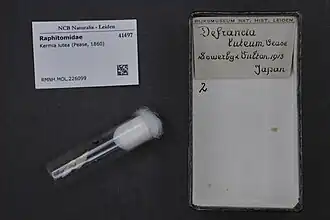 NCB Naturalis - Leiden
Raphitomidae 41497
Kermia lutea (Pease, 1860)
RMNH.MOL.226099
RIJKSMUSEUM NAT. HIST. LEIDEN.
Defrancia
luteum, Pease
Sowerby & Fulton, 1913
Japan
2